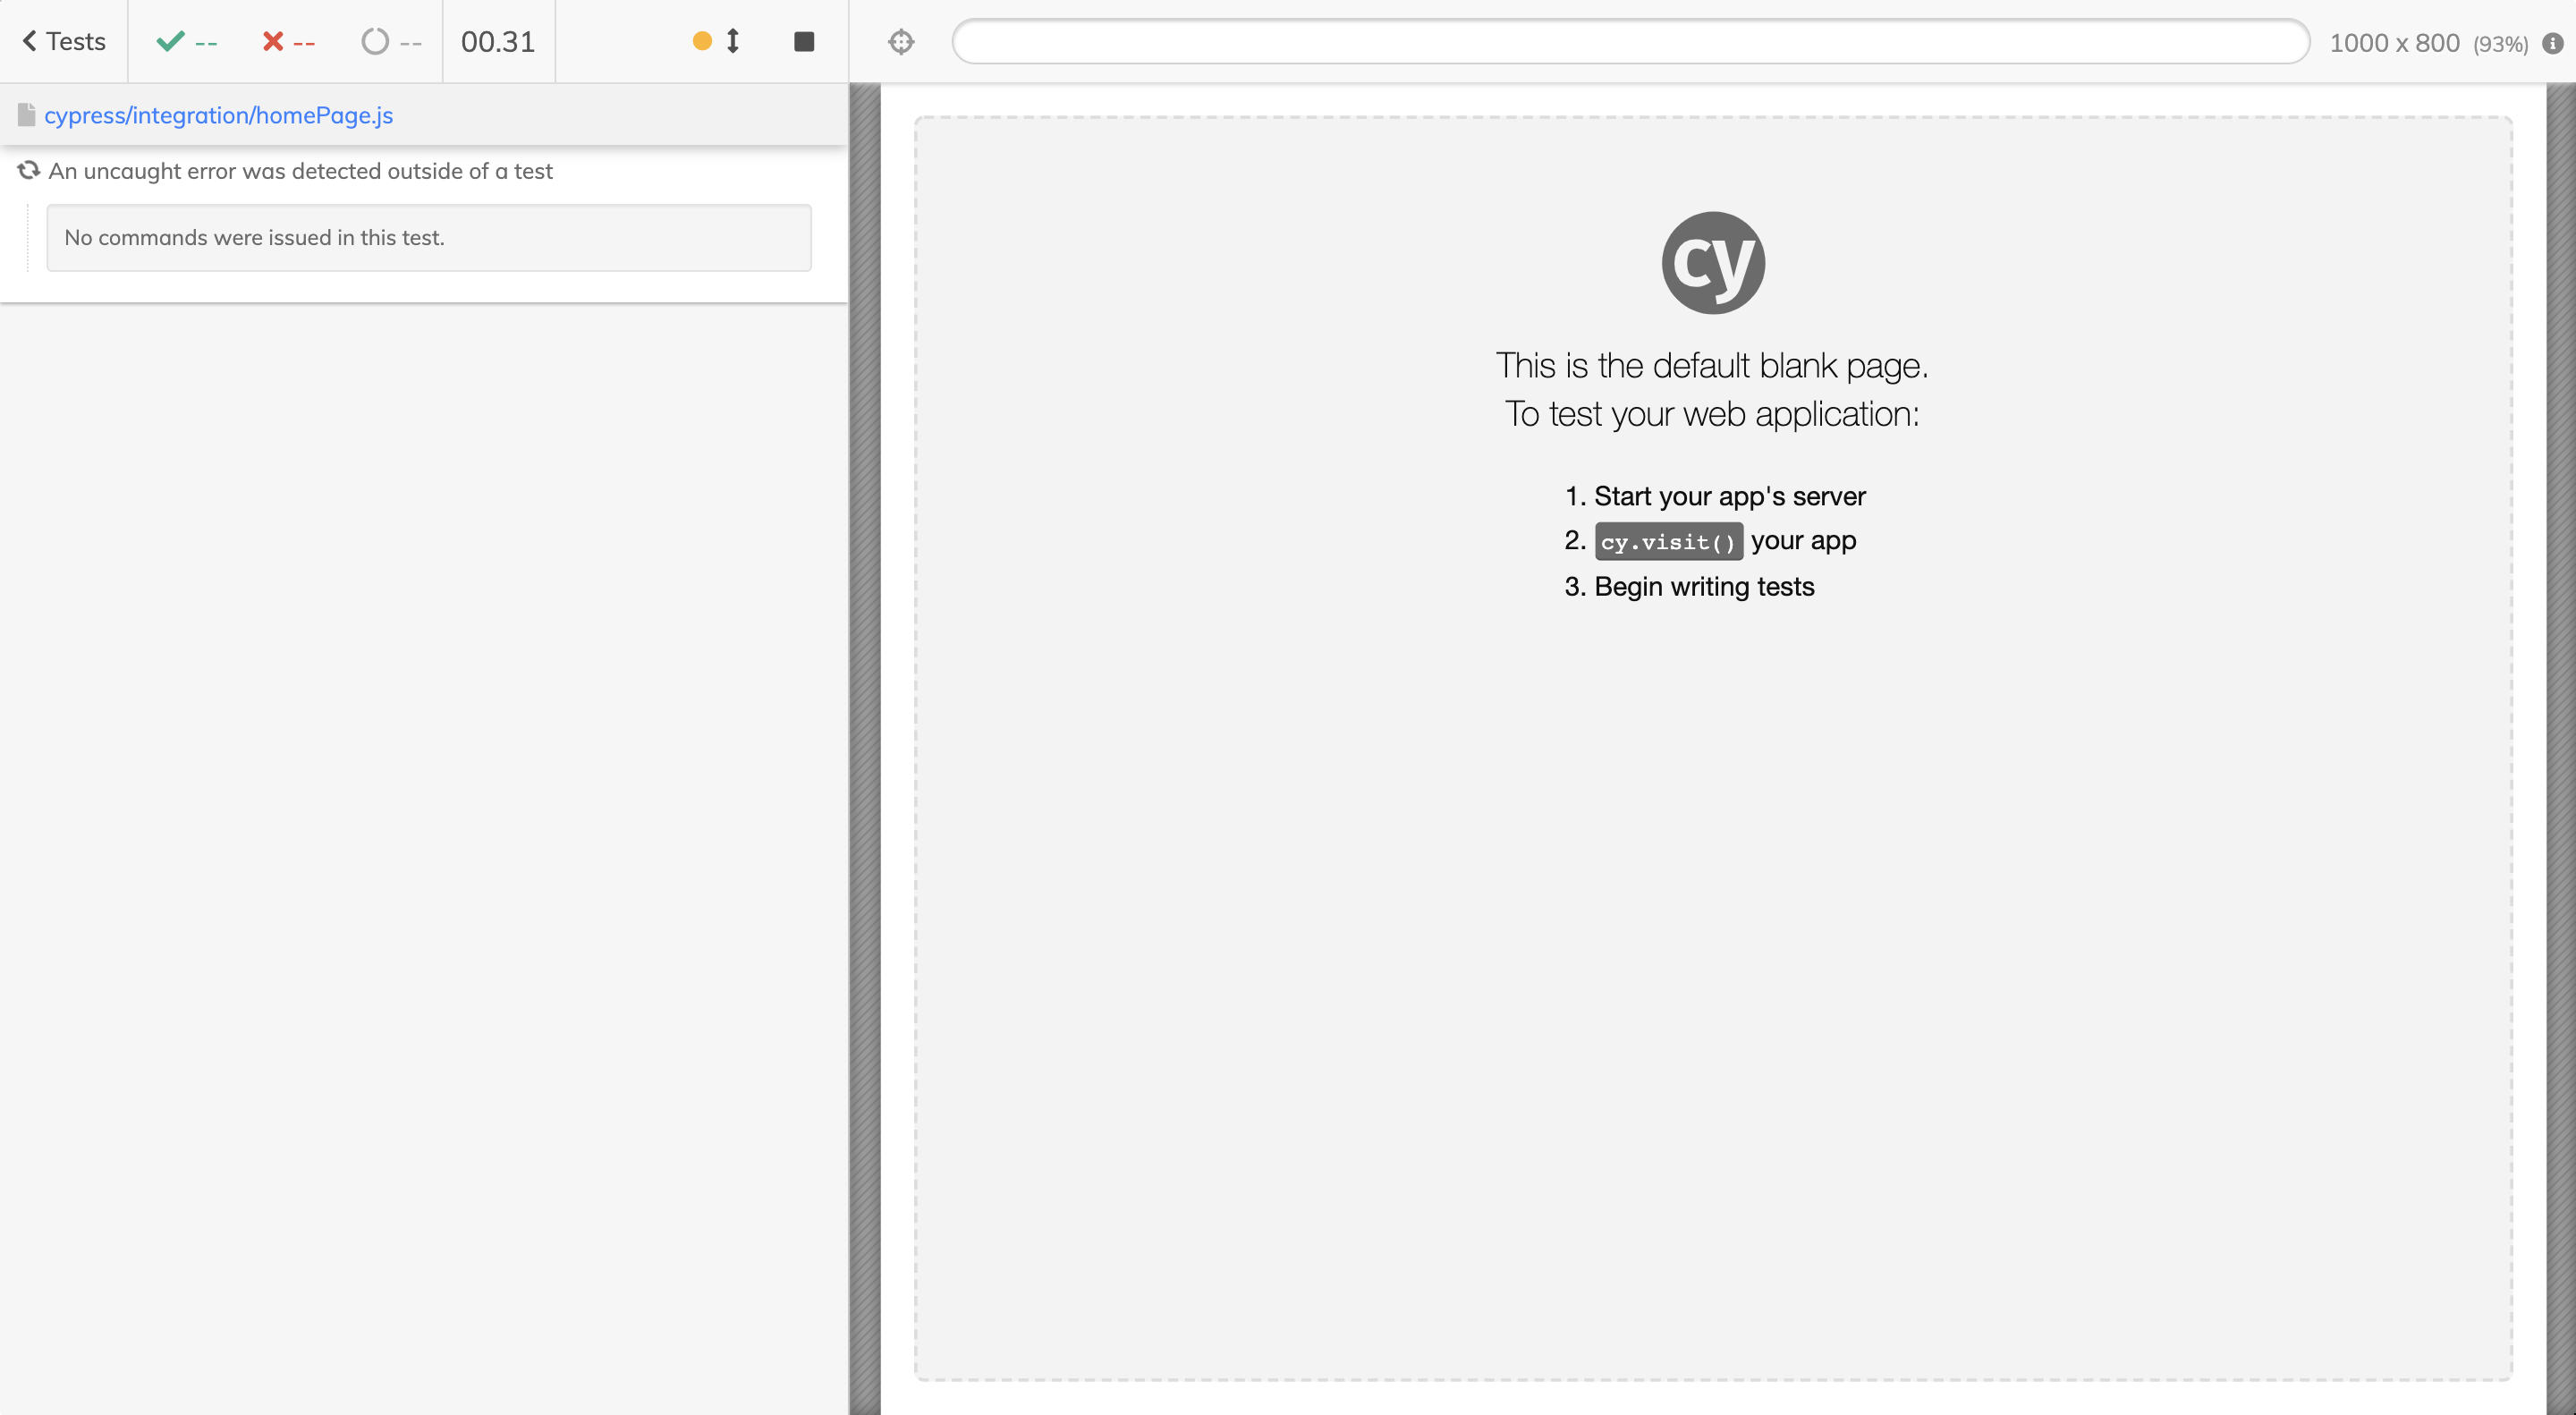 Tests -- -- -- 00.31
1000 x 800 (93%)
cypress/integration/homePage.js
An uncaught error was detected outside of a test
No commands were issued in this test.
cy
This is the default blank page.
To test your web application:
1. Start your app's server
2. cy.visit() your app
3. Begin writing tests